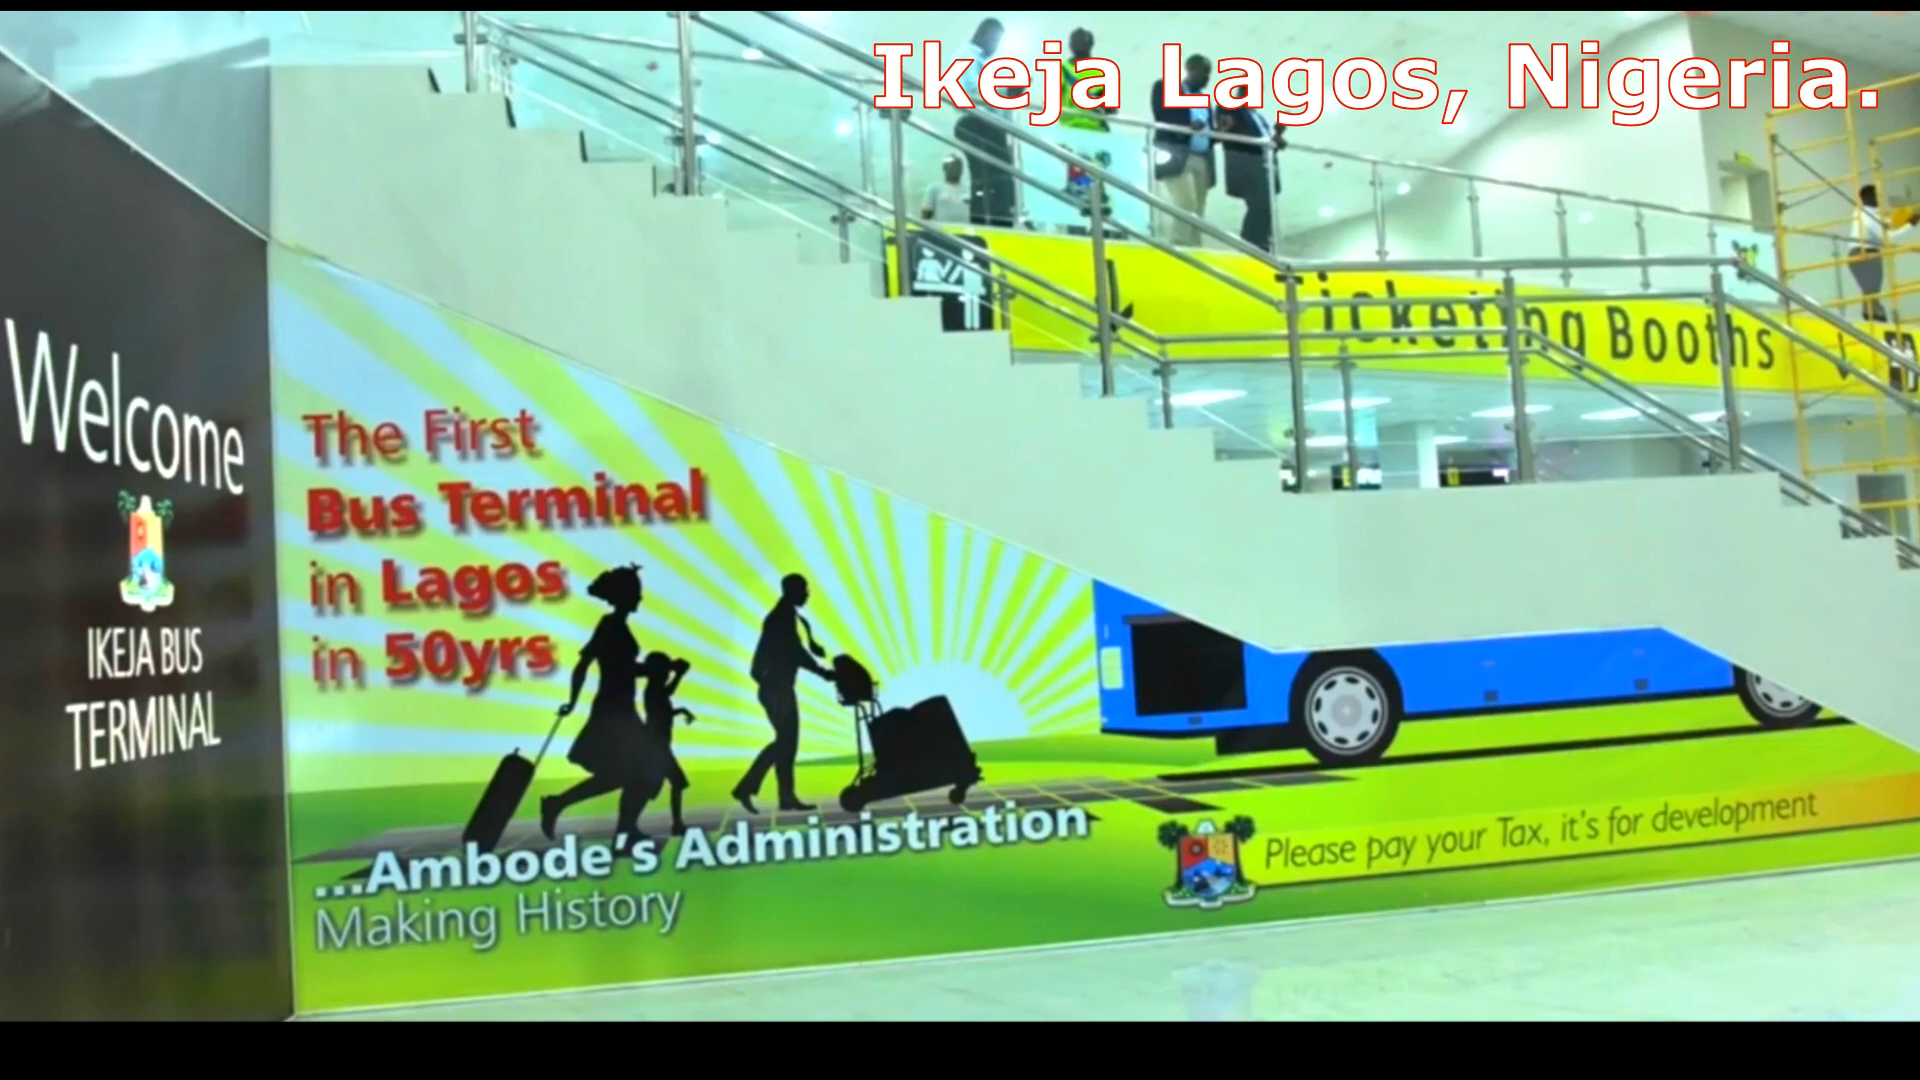 Ikeja Lagos, Nigeria.
Ticketing Booths
Welcome
IKEJA BUS
TERMINAL
The First
Bus Terminal
in Lagos
in 50yrs
...Ambode's Administration
Making History
Please pay your Tax, it's for development